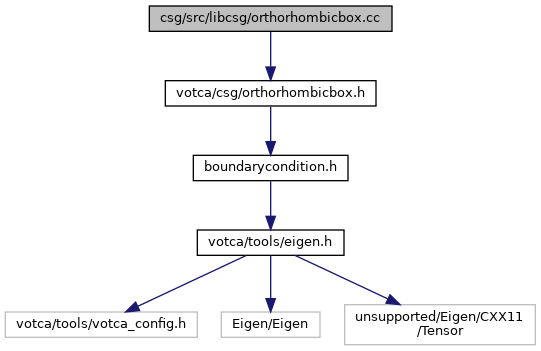 csg/src/libcsg/orthorhombicbox.cc
votca/csg/orthorhombicbox.h
boundarycondition.h
votca/tools/eigen.h
votca/tools/votca_config.h
Eigen/Eigen
unsupported/Eigen/CXX11
/Tensor